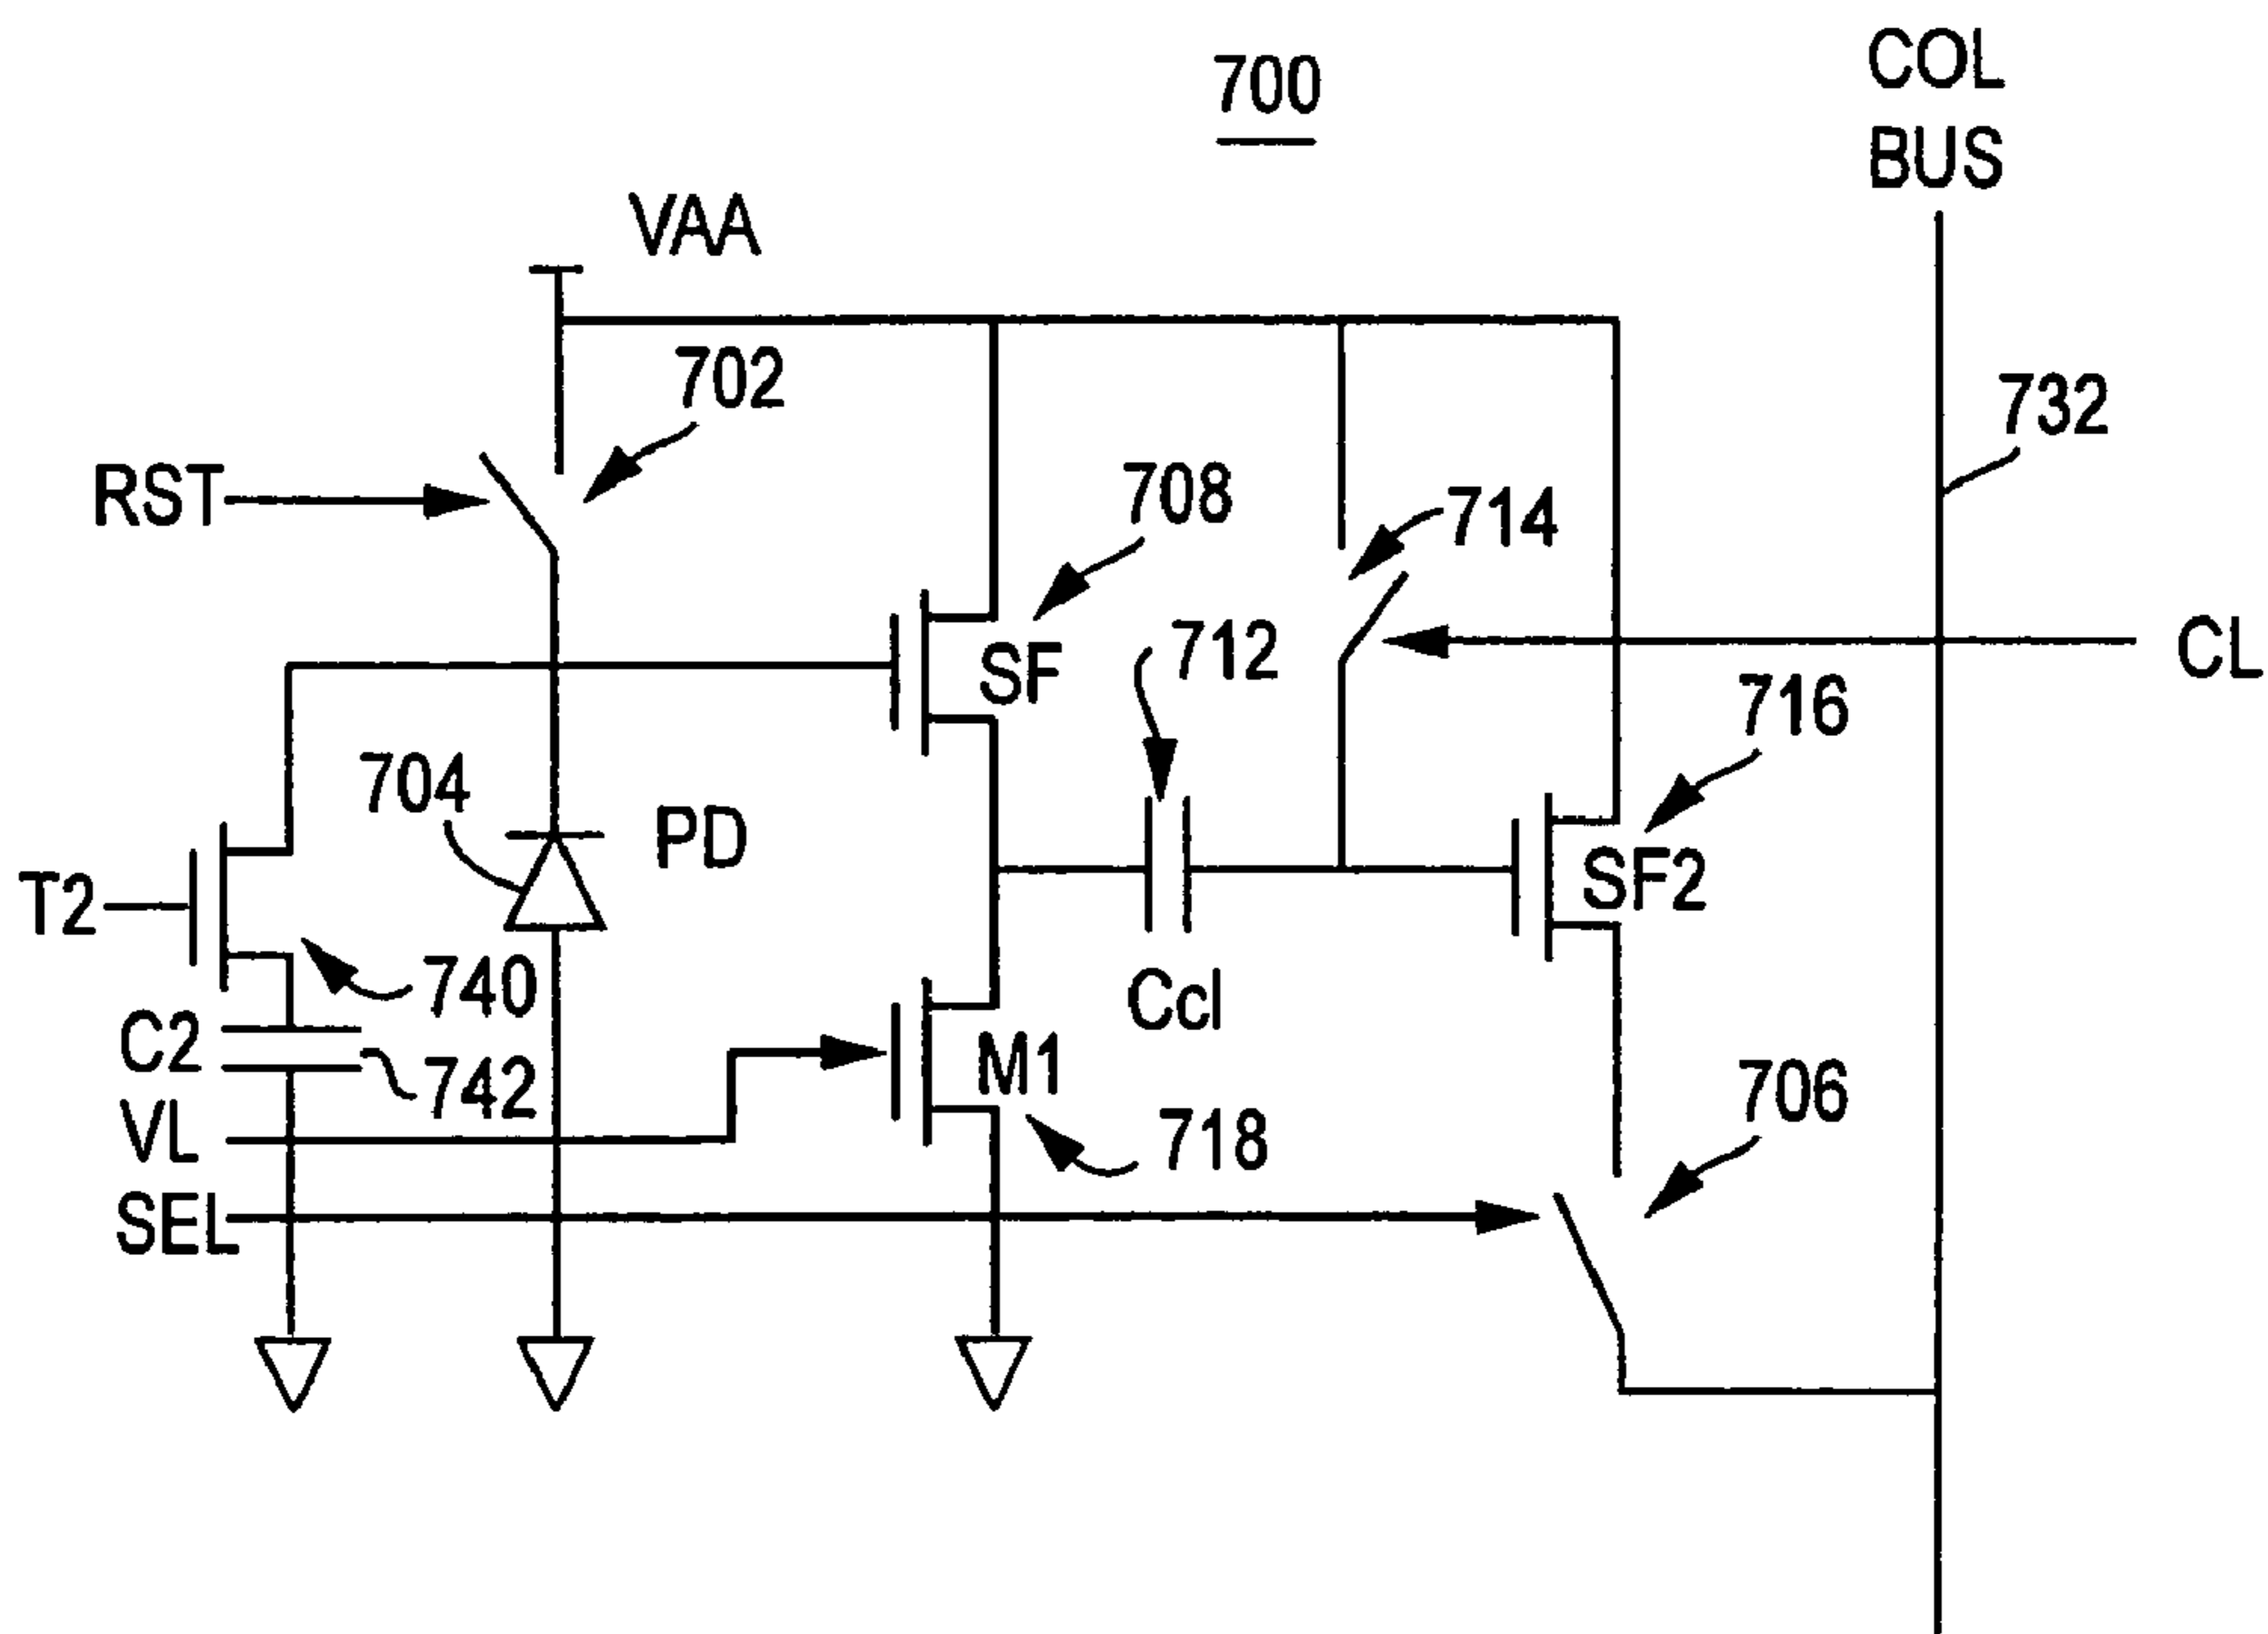 700
COL
BUS
VAA
702
732
RST
708
714
712
SF
CL
716
704
PD
T2
SF2
740
Ccl
C2
M1
742
706
VL
718
SEL